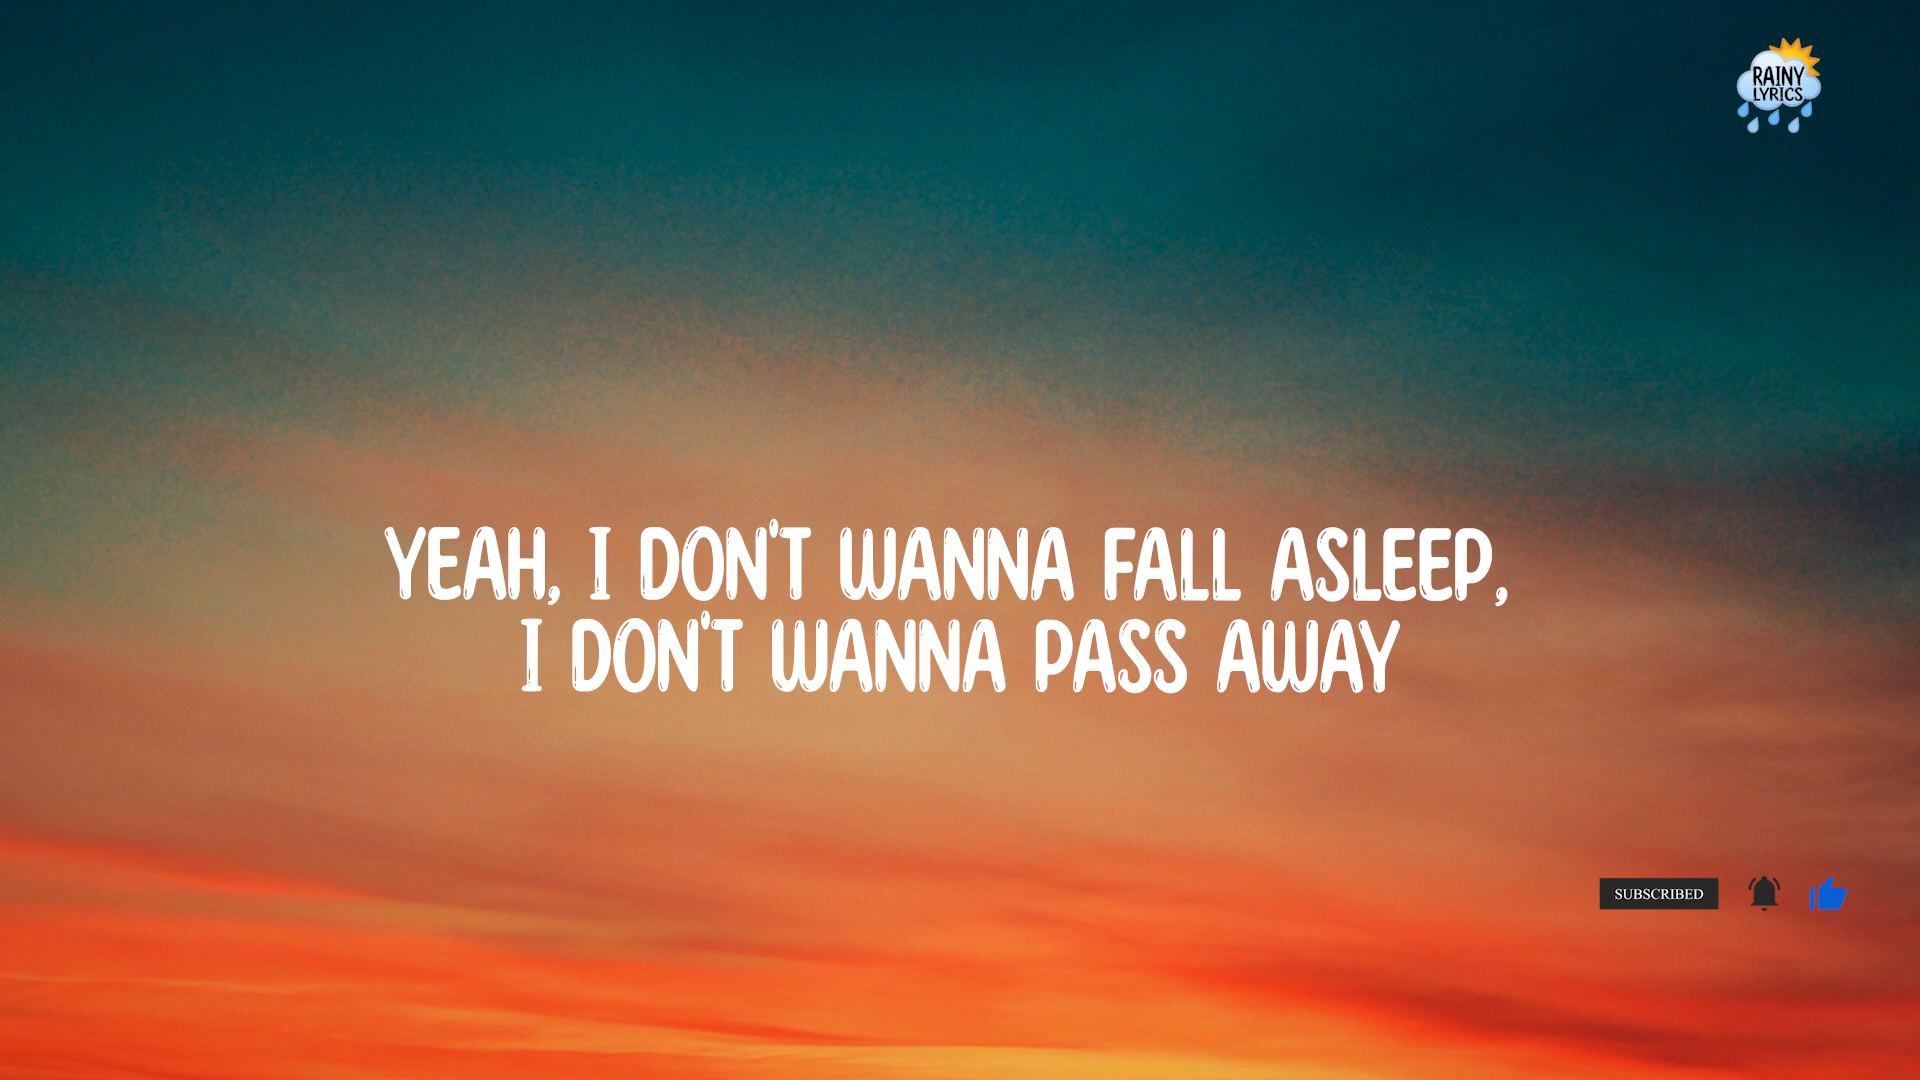 RAINY
LYRICS
YEAH, I DON'T WANNA FALL ASLEEP,
I DON'T WANNA PASS AWAY
SUBSCRIBED